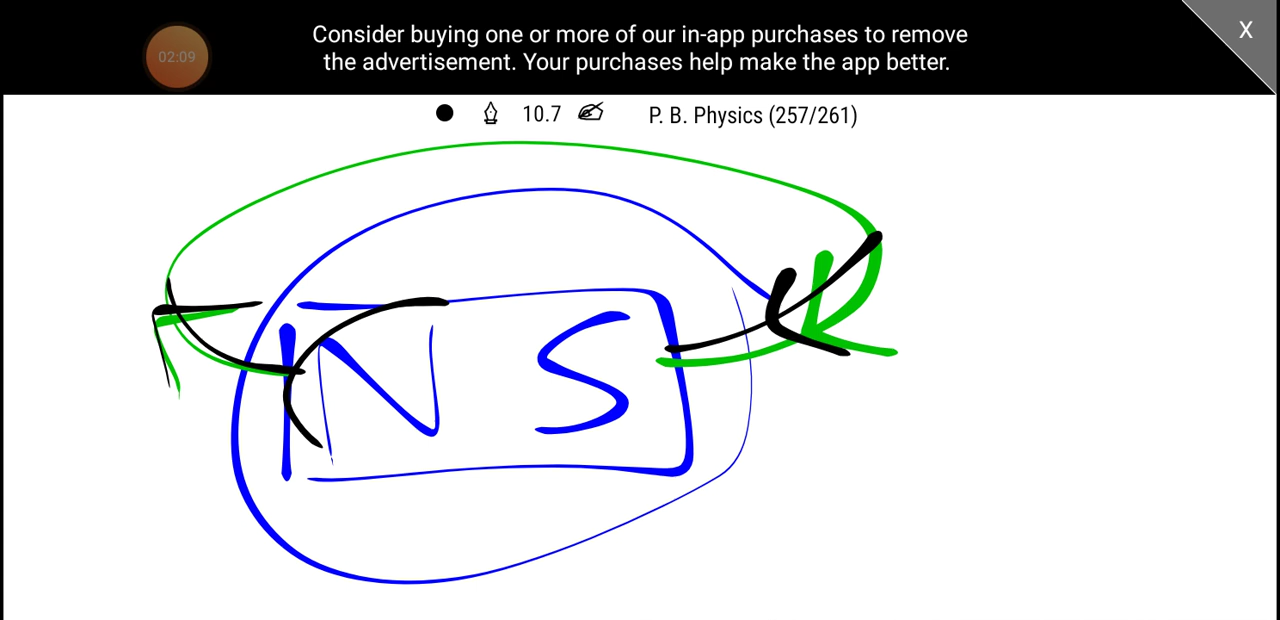 Consider buying one or more of our in-app purchases to remove
the advertisement. Your purchases help make the app better.
X
02:09
10.7 P. B. Physics (257/261)
N S